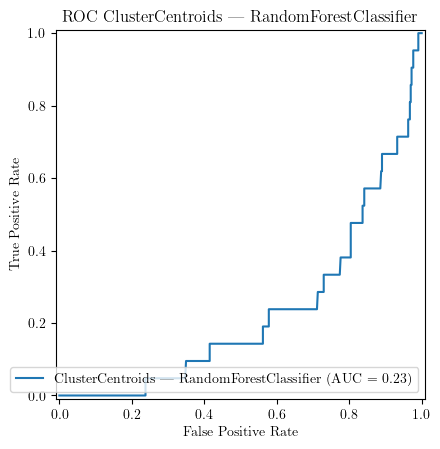 ROC ClusterCentroids — RandomForestClassifier
True Positive Rate
1.0
0.8
0.6
0.4
0.2
0.0
ClusterCentroids — RandomForestClassifier (AUC = 0.23)
0.0 0.2 0.4 0.6 0.8 1.0
False Positive Rate